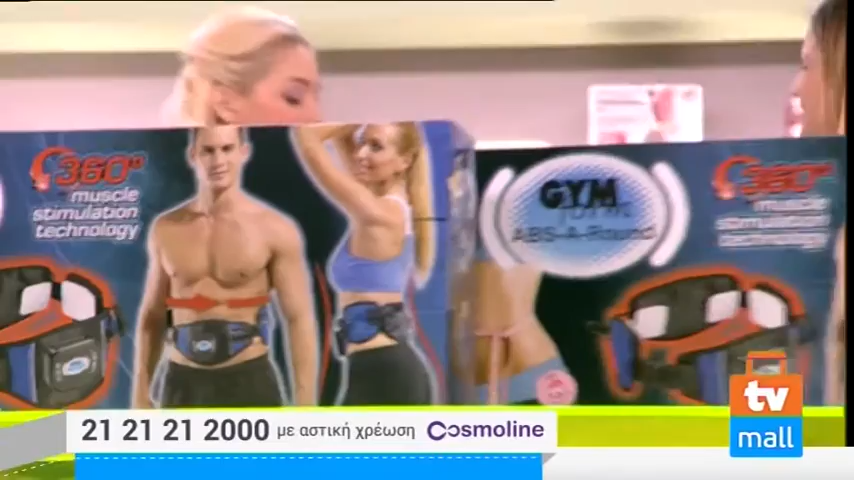 360°
muscle
stimulation
technology
GYM
form
ABS-A-Round
360°
muscle
stimulation
technology
21 21 21 2000 με αστική χρέωση Cosmoline
tv
mall